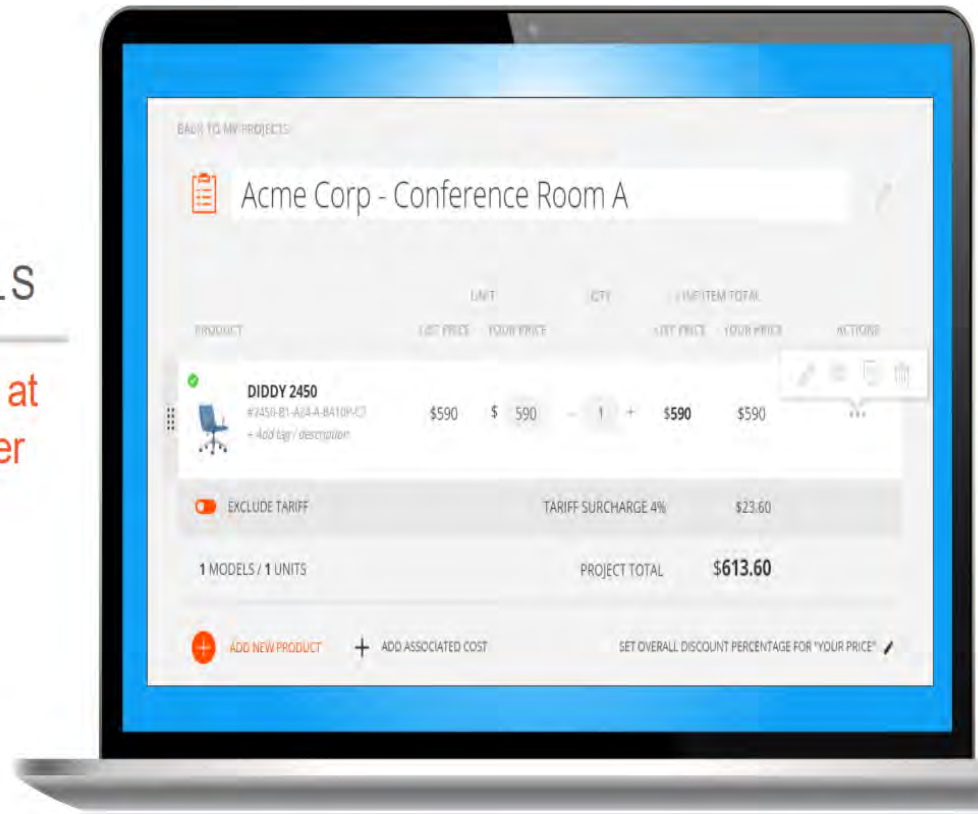 LS
at
er
BACK TO MY PROJECTS
Acme Corp - Conference Room A
UNIT QTY LINE ITEM TOTAL
PRODUCT LIST PRICE YOUR PRICE LIST PRICE YOUR PRICE ACTIONS
DIDDY 2450
+ Add tag / description
$590 $ 590 - 1 + $590 $590 ...
EXCLUDE TARIFF TARIFF SURCHARGE 4% $23.60
1 MODELS / 1 UNITS PROJECT TOTAL $613.60
+ ADD NEW PRODUCT + ADD ASSOCIATED COST SET OVERALL DISCOUNT PERCENTAGE FOR "YOUR PRICE"